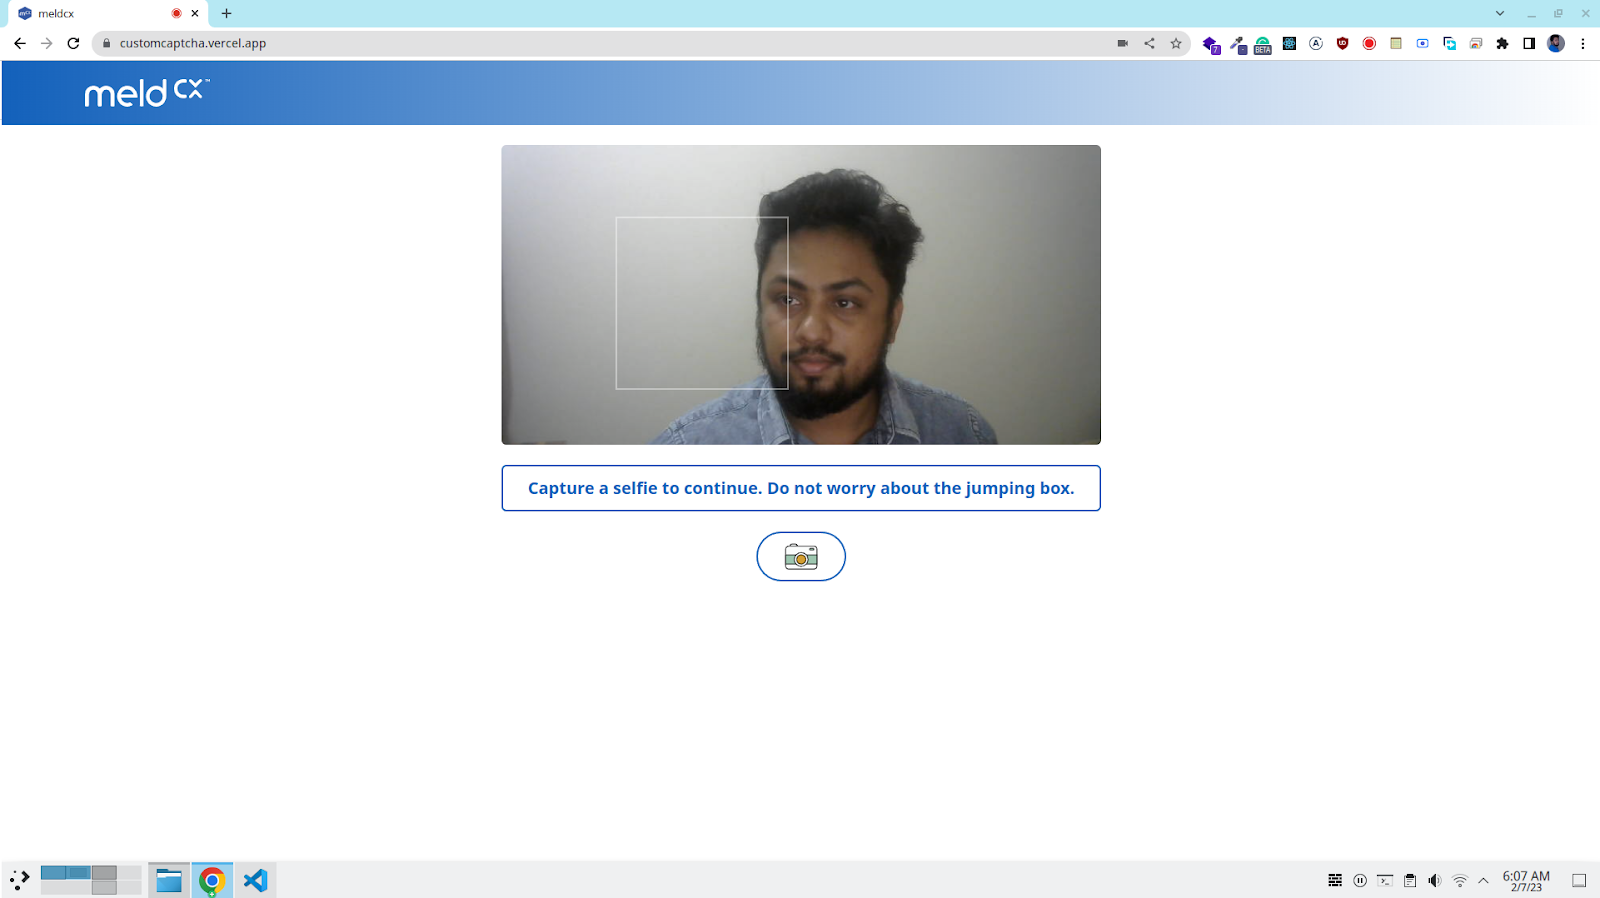 meldcx
customcaptcha.vercel.app
7
BETA
meld CX™
Capture a selfie to continue. Do not worry about the jumping box.
6:07 AM
2/7/23